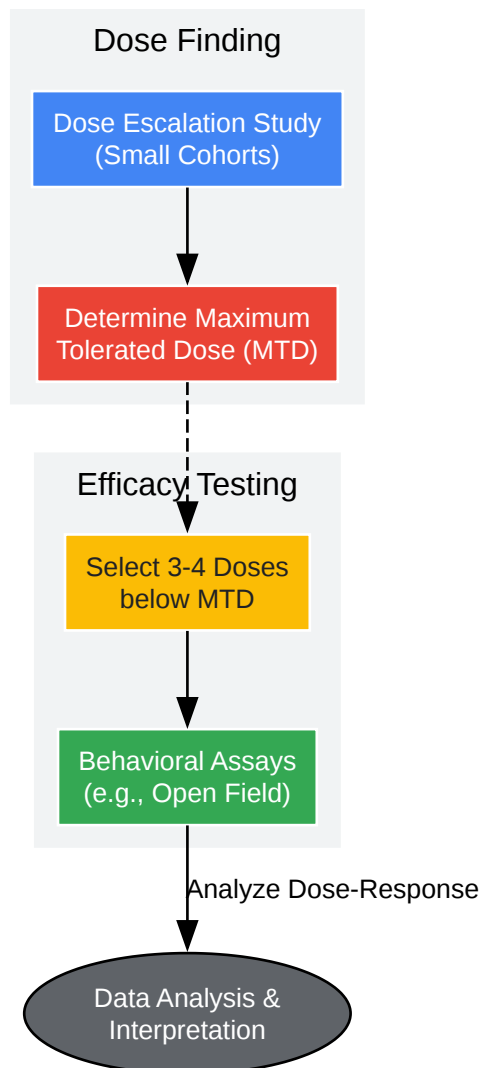 Dose Finding
Dose Escalation Study
(Small Cohorts)
Determine Maximum
Tolerated Dose (MTD)
Efficacy Testing
Select 3-4 Doses
below MTD
Behavioral Assays
(e.g., Open Field)
Analyze Dose-Response
Data Analysis &
Interpretation